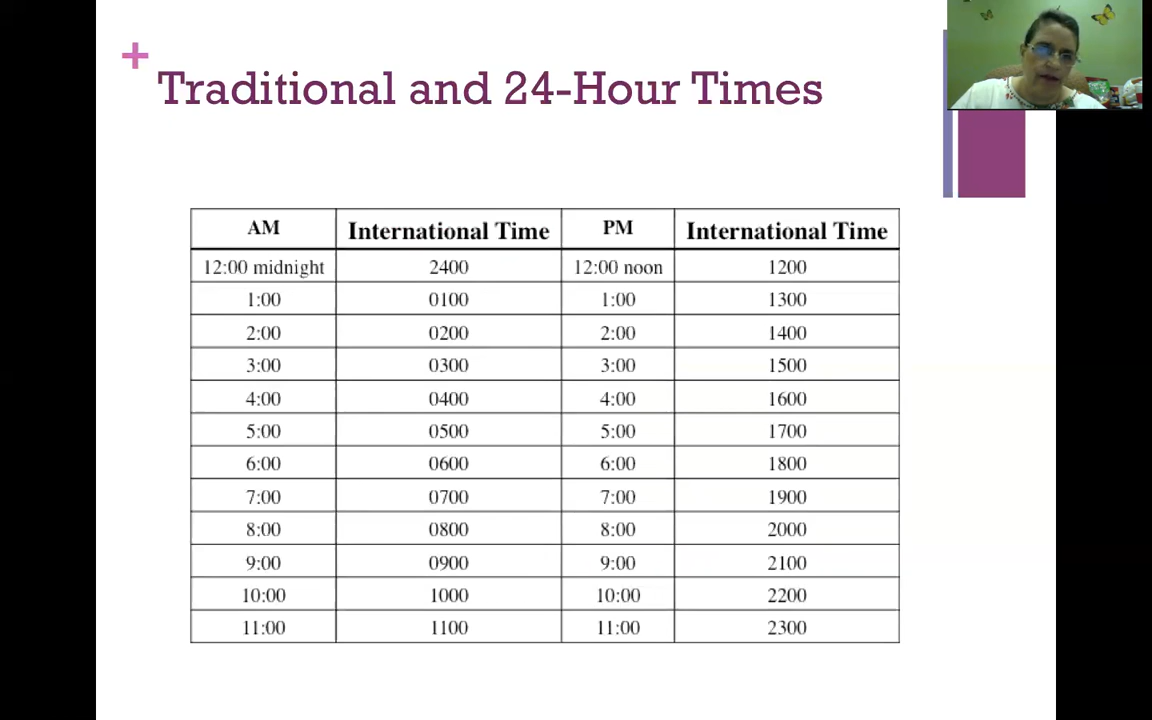 +
Traditional and 24-Hour Times
AM International Time PM International Time
12:00 midnight 2400 12:00 noon 1200
1:00 0100 1:00 1300
2:00 0200 2:00 1400
3:00 0300 3:00 1500
4:00 0400 4:00 1600
5:00 0500 5:00 1700
6:00 0600 6:00 1800
7:00 0700 7:00 1900
8:00 0800 8:00 2000
9:00 0900 9:00 2100
10:00 1000 10:00 2200
11:00 1100 11:00 2300